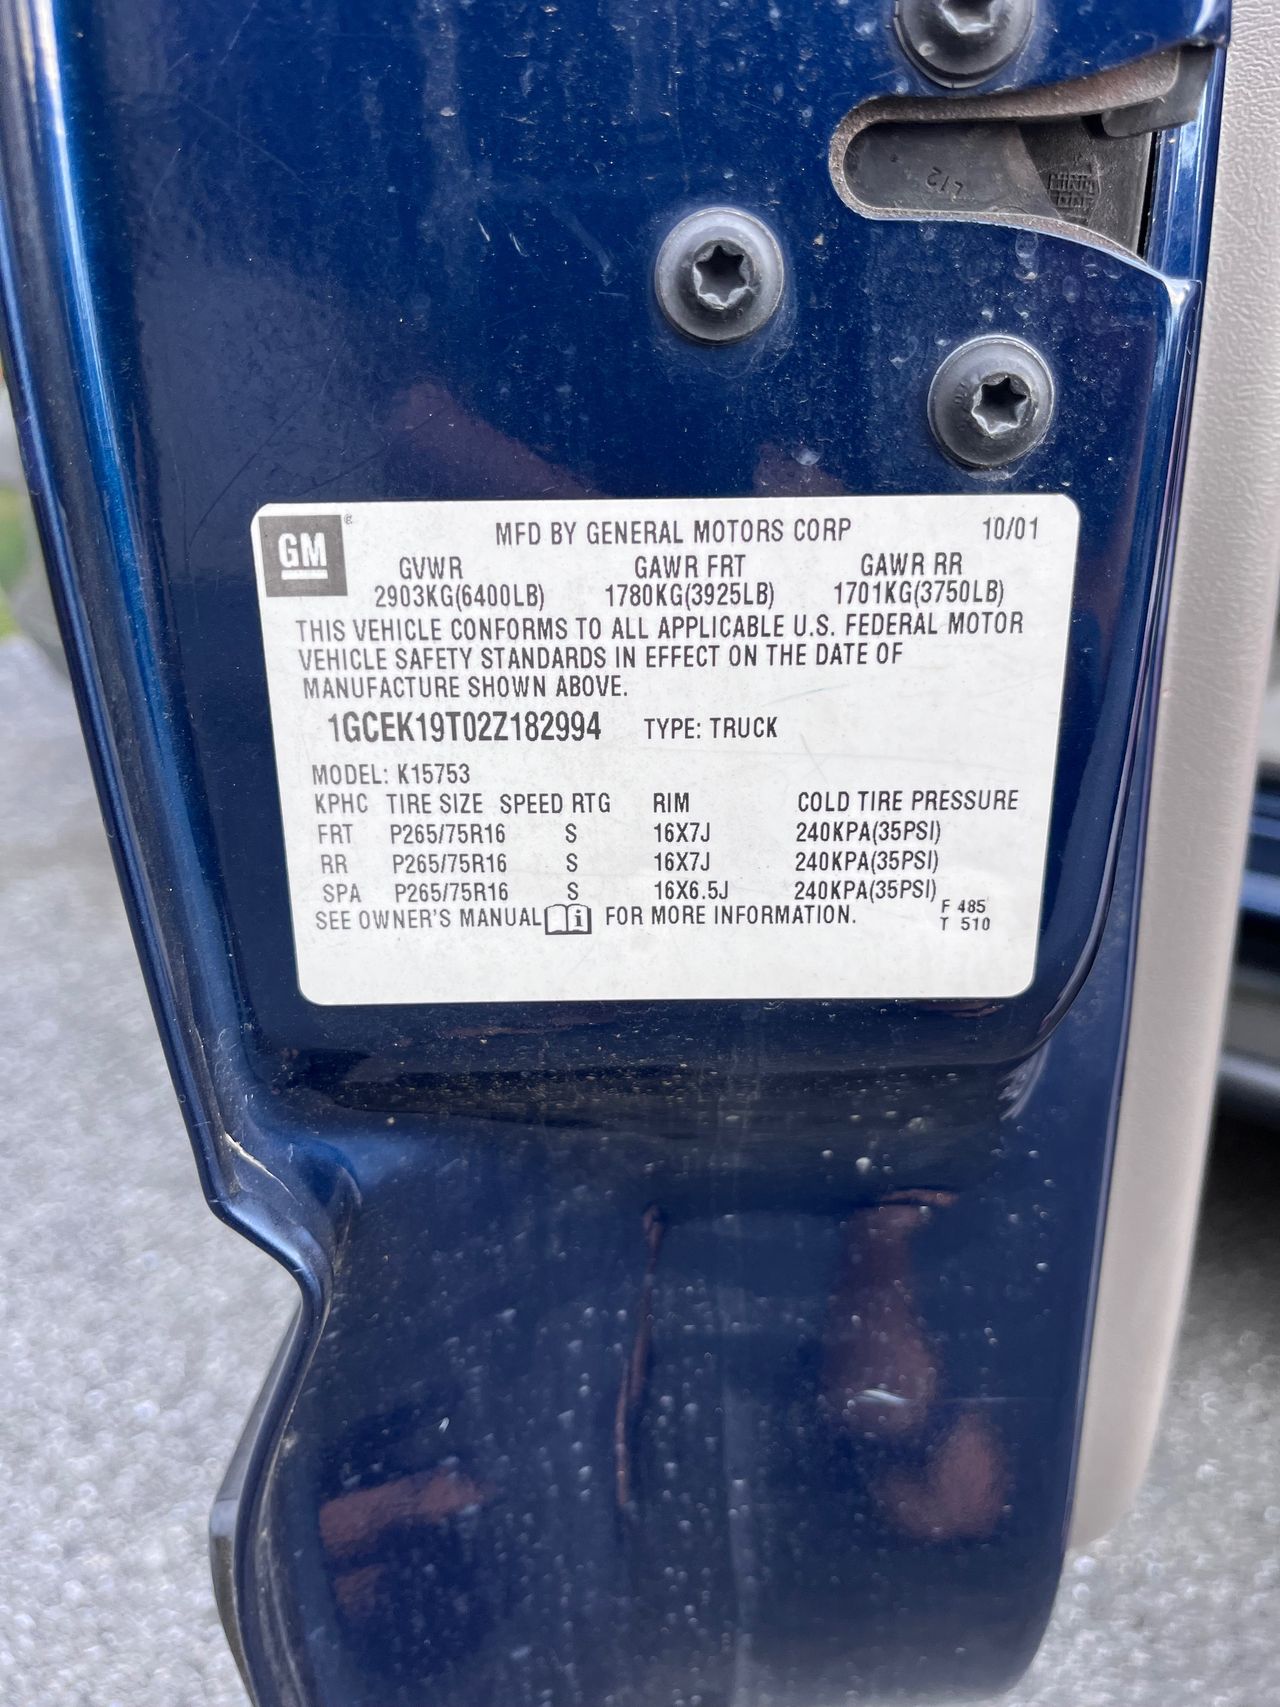 GM ®
MFD BY GENERAL MOTORS CORP 10/01
GVWR GAWR FRT GAWR RR
2903KG(6400LB) 1780KG(3925LB) 1701KG(3750LB)
THIS VEHICLE CONFORMS TO ALL APPLICABLE U.S. FEDERAL MOTOR
VEHICLE SAFETY STANDARDS IN EFFECT ON THE DATE OF
MANUFACTURE SHOWN ABOVE.
1GCEK19T02Z182994 TYPE: TRUCK
MODEL: K15753
KPHC TIRE SIZE SPEED RTG RIM COLD TIRE PRESSURE
FRT P265/75R16 S 16X7J 240KPA(35PSI)
RR P265/75R16 S 16X7J 240KPA(35PSI)
SPA P265/75R16 S 16X6.5J 240KPA(35PSI)
SEE OWNER'S MANUAL i FOR MORE INFORMATION.
F 485
T 510